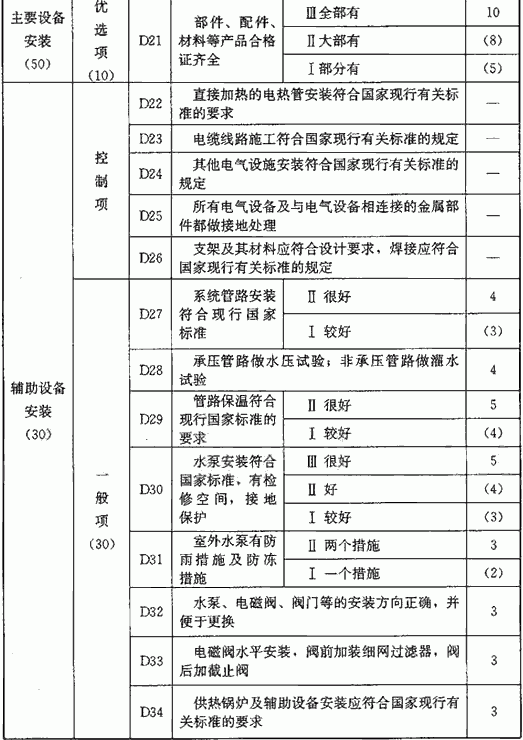 主要设备
安装
(50)
优
选
项
(10)
D21
部件、配件、
材料等产品合格
证齐全
Ⅲ全部有
10
Ⅱ大部有
(8)
Ⅰ部分有
(5)
辅助设备
安装
(30)
控
制
项
D22
直接加热的电热管安装符合国家现行有关标
准的要求
—
D23
电缆线路施工符合国家现行有关标准的规定
—
D24
其他电气设施安装符合国家现行有关标准的
规定
—
D25
所有电气设备及与电气设备相连接的金属部
件都做接地处理
—
D26
支架及其材料应符合设计要求，焊接应符合
国家现行有关标准的规定
—
一
般
项
(30)
D27
系统管路安装
符合现行国家
标准
Ⅱ 很好
4
Ⅰ 较好
(3)
D28
承压管路做水压试验；非承压管路做灌水
试验
4
D29
管路保温符合
现行国家标准的
要求
Ⅱ 很好
5
Ⅰ 较好
(4)
D30
水泵安装符合
国家标准，有检
修空间，接地
保护
Ⅲ 很好
5
Ⅱ 好
(4)
Ⅰ 较好
(3)
D31
室外水泵有防
雨措施及防冻
措施
Ⅱ 两个措施
3
Ⅰ 一个措施
(2)
D32
水泵、电磁阀、阀门等的安装方向正确，并
便于更换
3
D33
电磁阀水平安装，阀前加装细网过滤器，阀
后加截止阀
3
D34
供热锅炉及辅助设备安装应符合国家现行有
关标准的要求
3